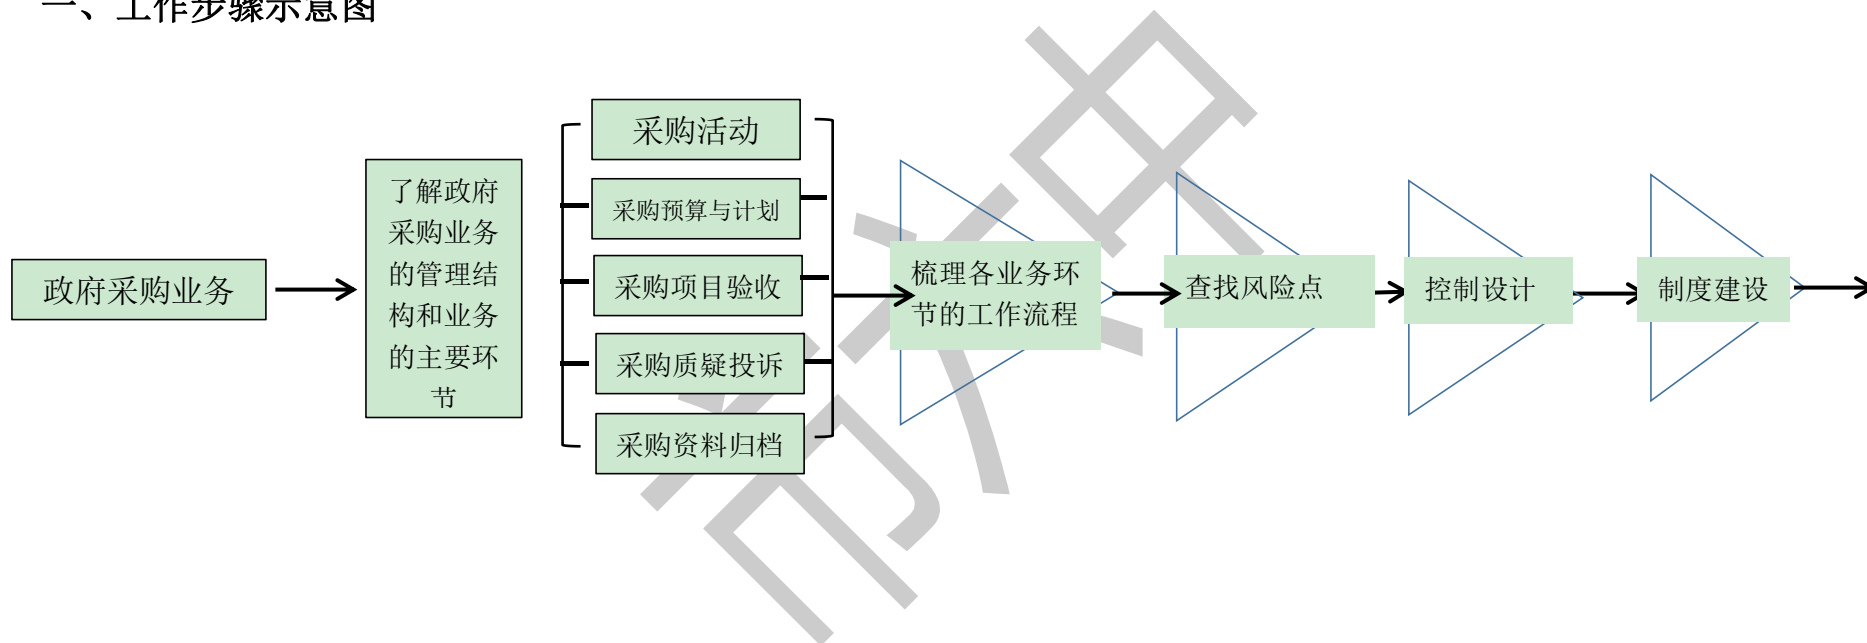 一、工作步骤示意图
政府采购业务
了解政府
采购业务
的管理结
构和业务
的主要环
节
采购活动
采购预算与计划
采购项目验收
采购质疑投诉
采购资料归档
梳理各业务环
节的工作流程
查找风险点
控制设计
制度建设